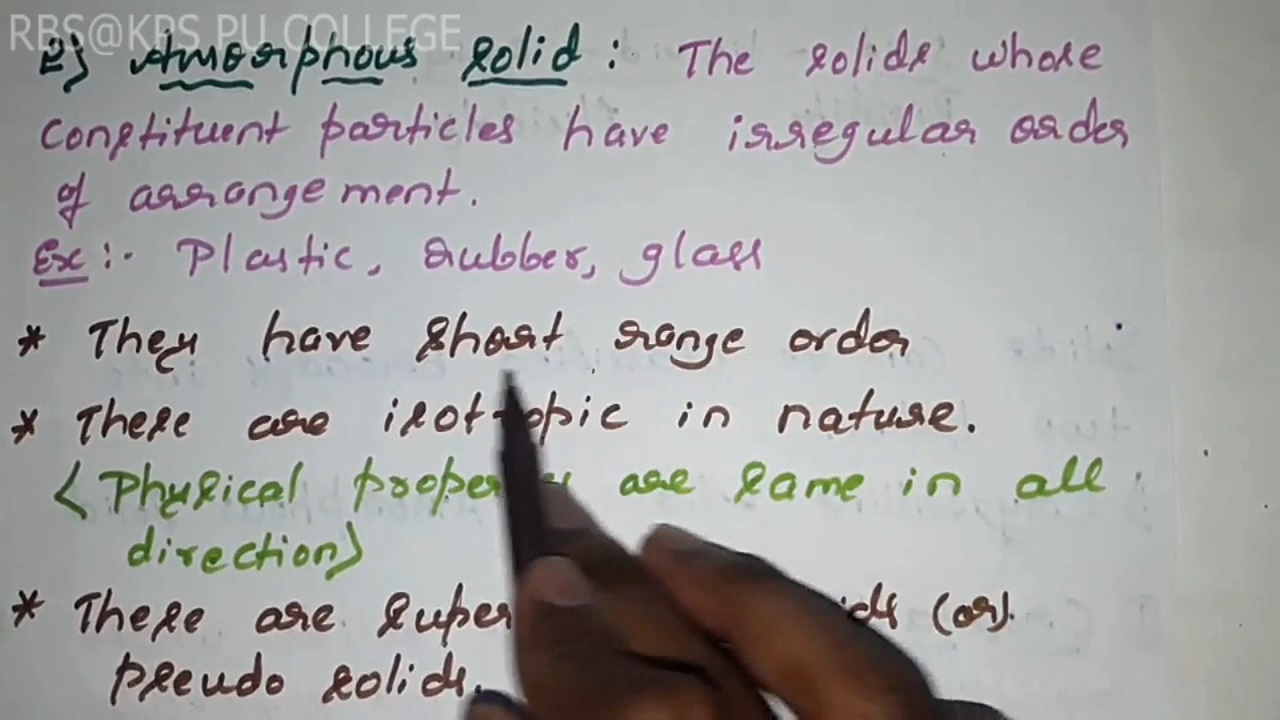 RBS@KPS PU COLLEGE
2) Amorphous solid : The solids whose
constituent particles have irregular order
of arrangement.
Ex :- Plastic, rubber, glass
* They have short range order
* These are isotropic in nature.
< Physical are same in all
direction>
* These are (or).
pseudo solids.